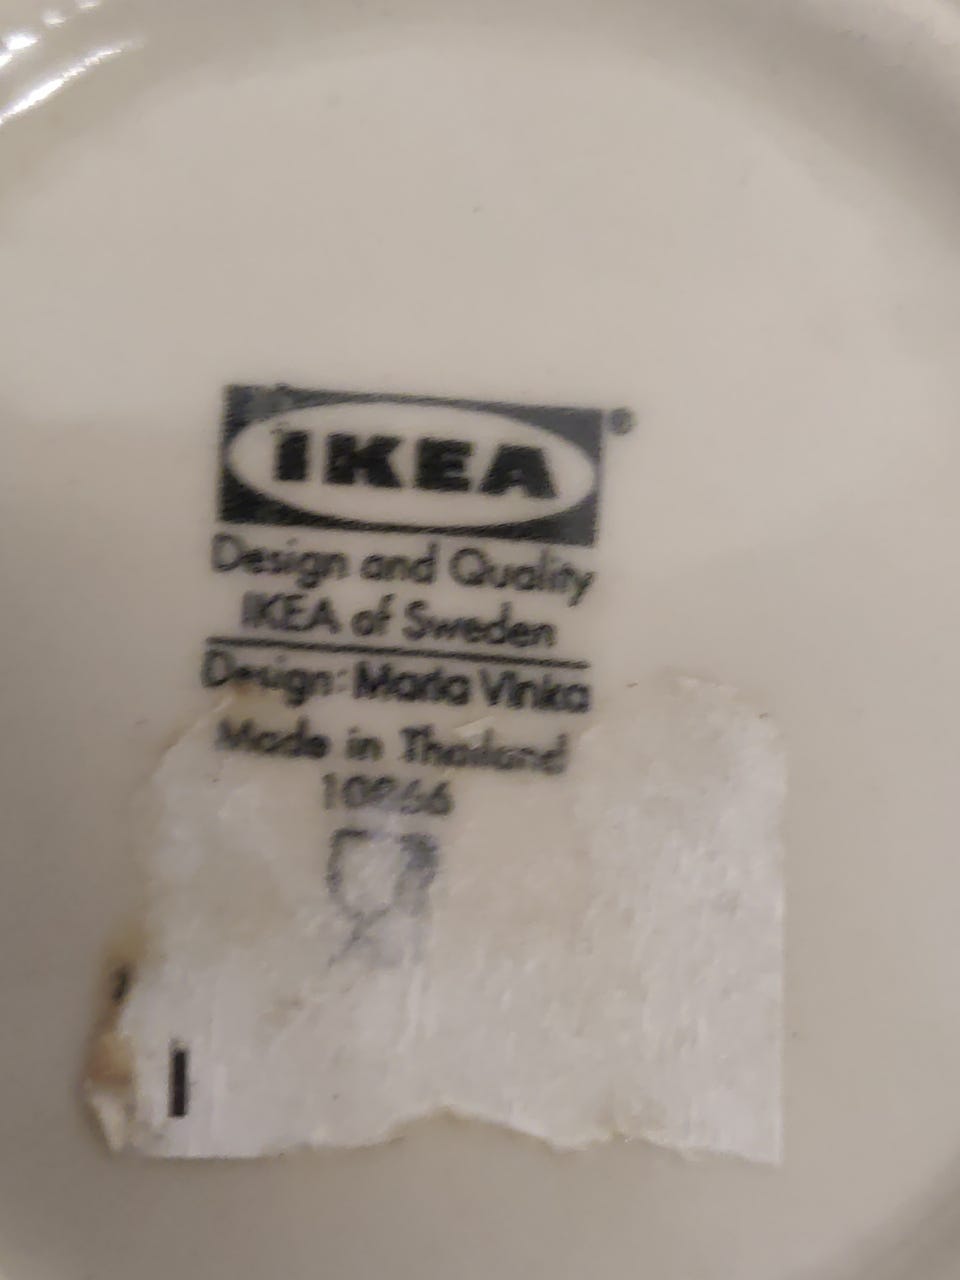 IKEA®
Design and Quality
IKEA of Sweden
Design: Maria Vinka
Made in Thailand